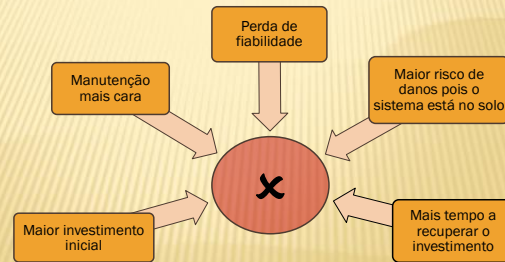 Perda de
fiabilidade
Manutenção
mais cara
Maior risco de
danos pois o
sistema está no solo
Maior investimento
inicial
Mais tempo a
recuperar o
investimento